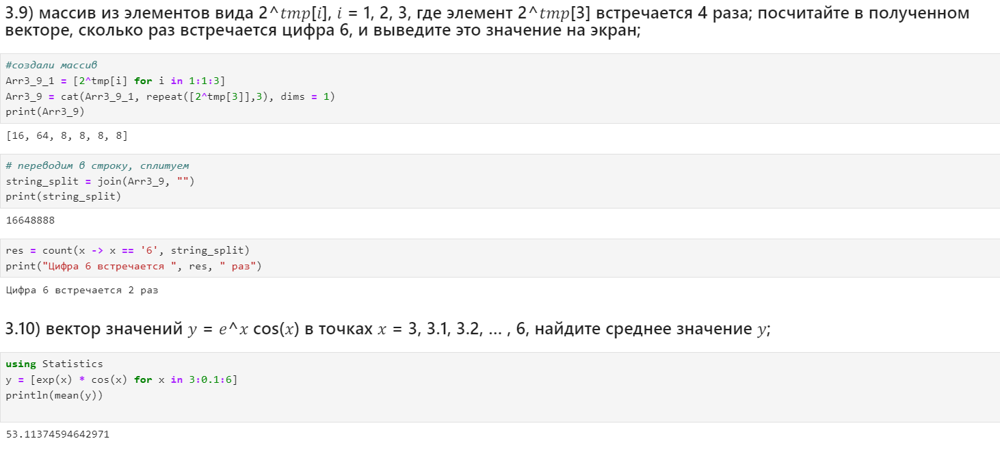 3.9) массив из элементов вида 2^tmp[i], i = 1, 2, 3, где элемент 2^tmp[3] встречается 4 раза; посчитайте в полученном
векторе, сколько раз встречается цифра 6, и выведите это значение на экран;
#создали массив
Arr3_9_1 = [2^tmp[i] for i in 1:1:3]
Arr3_9 = cat(Arr3_9_1, repeat([2^tmp[3]],3), dims = 1)
print(Arr3_9)
[16, 64, 8, 8, 8, 8]
# переводим в строку, сплитуем
string_split = join(Arr3_9, "")
print(string_split)
16648888
res = count(x -> x == '6', string_split)
print("Цифра 6 встречается ", res, " раз")
Цифра 6 встречается 2 раз
3.10) вектор значений y = e^x cos(x) в точках x = 3, 3.1, 3.2, ... , 6, найдите среднее значение y;
using Statistics
y = [exp(x) * cos(x) for x in 3:0.1:6]
println(mean(y))
53.11374594642971